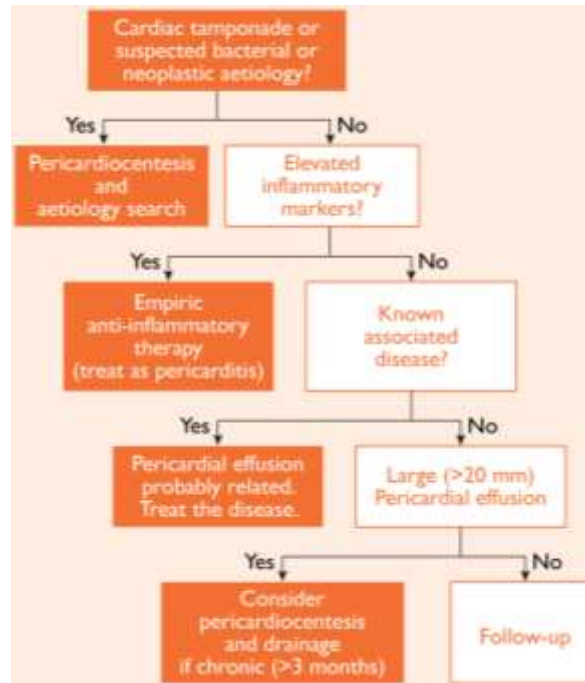 Cardiac tamponade or
suspected bacterial or
neoplastic aetiology?
Yes
No
Pericardiocentesis
and
aetiology search
Elevated
inflammatory
markers?
Yes
No
Empiric
anti-inflammatory
therapy
(treat as pericarditis)
Known
associated
disease?
Yes
No
Pericardial effusion
probably related.
Treat the disease.
Large (>20 mm)
Pericardial effusion
Yes
No
Consider
pericardiocentesis
and drainage
if chronic (>3 months)
Follow-up